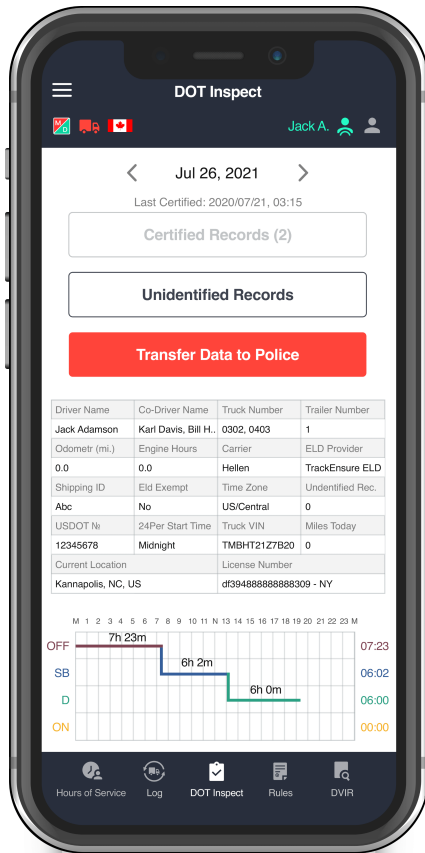 DOT Inspect
M D
Jack A.
Jul 26, 2021
Last Certified: 2020/07/21, 03:15
Certified Records (2)
Unidentified Records
Transfer Data to Police
Driver Name Co-Driver Name Truck Number Trailer Number
Jack Adamson Karl Davis, Bill H.. 0302, 0403 1
Odometr (mi.) Engine Hours Carrier ELD Provider
0.0 0.0 Hellen TrackEnsure ELD
Shipping ID Eld Exempt Time Zone Undentified Rec.
Abc No US/Central 0
USDOT № 24Per Start Time Truck VIN Miles Today
12345678 Midnight TMBHT21Z7B20 0
Current Location License Number
Kannapolis, NC, US df394888888888309 - NY
M 1 2 3 4 5 6 7 8 9 10 11 N 13 14 15 16 17 18 19 20 21 22 23 M
OFF 7h 23m 07:23
SB 6h 2m 06:02
D 6h 0m 06:00
ON 00:00
Hours of Service Log DOT Inspect Rules DVIR